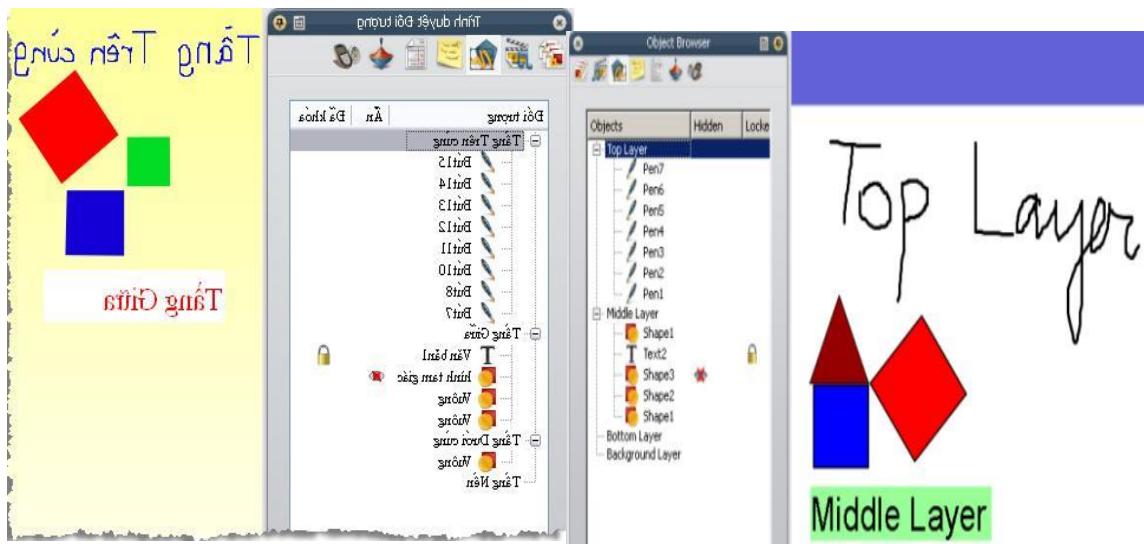 Tầng Trên cùng
Tầng Giữa
Trình duyệt Đối tượng
Đối tượng Ẩn Đã khóa
Tầng Trên cùng
Bút15
Bút14
Bút13
Bút12
Bút11
Bút10
Bút8
Bút7
Tầng Giữa
Văn bản1
hình tam giác
Vuông
Vuông
Tầng Dưới cùng
Vuông
Tầng Nền
Object Browser
Objects Hidden Locke
Top Layer
Pen7
Pen6
Pen5
Pen4
Pen3
Pen2
Pen1
Middle Layer
Shape1
Text2
Shape3
Shape2
Shape1
Bottom Layer
Background Layer
Top Layer
Middle Layer